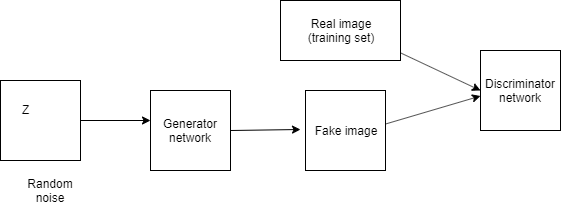 Real image
(training set)
Z
Random
noise
Generator
network
Fake image
Discriminator
network